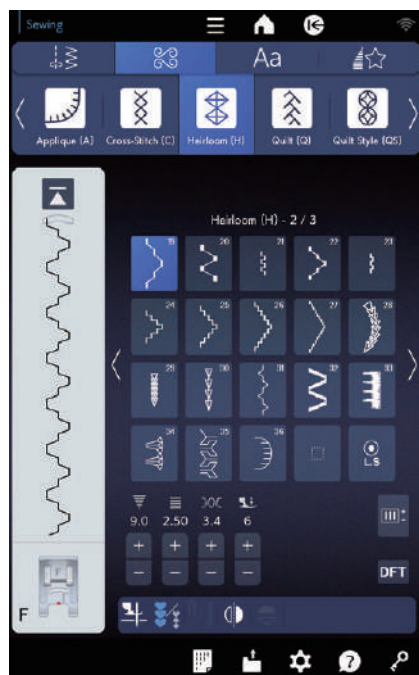 Sewing
Aa
Applique (A) Cross-Stitch (C) Heirloom (H) Quilt (Q) Quilt Style (QS)
Heirloom (H) - 2 / 3
19 20 21 22 23
24 25 26 27 28
29 30 31 32 33
34 35 36 L.S
9.0 2.50 3.4 6
+ + + +
− − − −
DFT
F
?